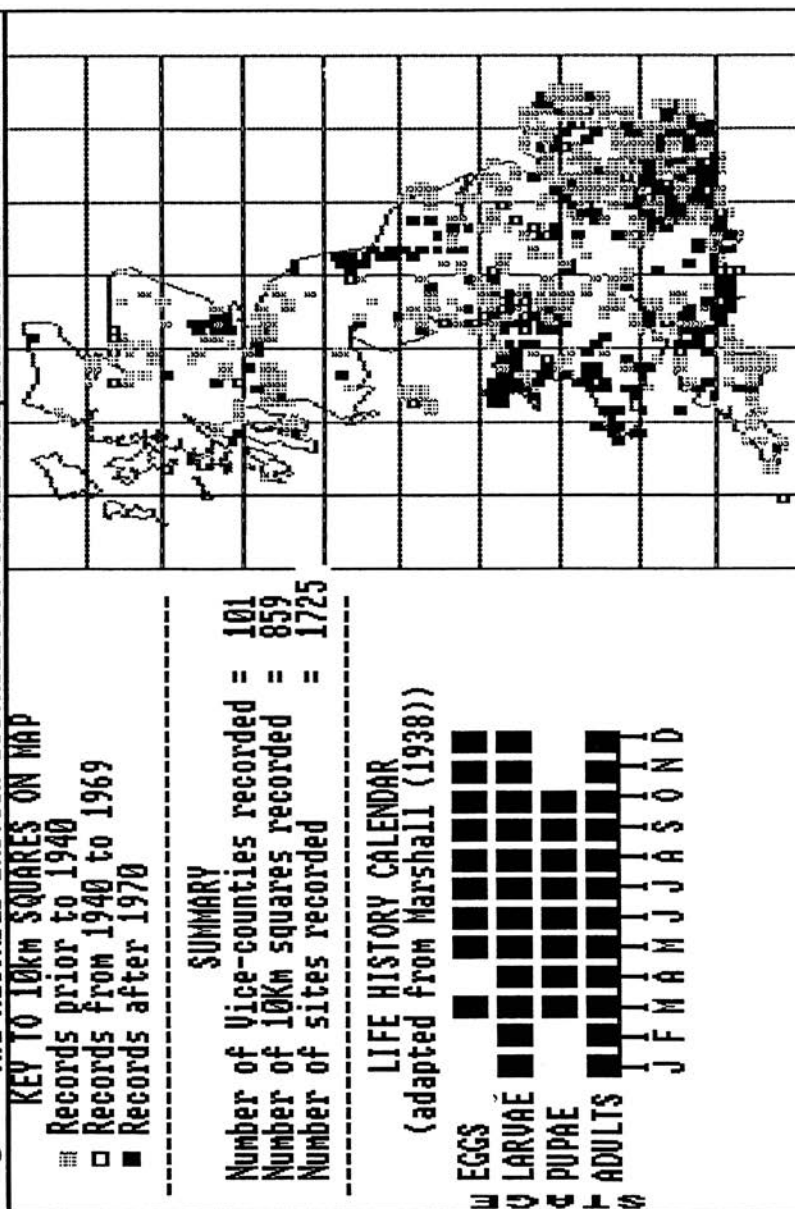 KEY TO 10km SQUARES ON MAP
Records prior to 1940
Records from 1940 to 1969
Records after 1970
SUMMARY
Number of Vice-counties recorded = 101
Number of 10Km squares recorded = 859
Number of sites recorded = 1725
LIFE HISTORY CALENDAR
(adapted from Marshall (1938))
EGGS
LARVAE
PUPAE
ADULTS
J F M A M J J A S O N D